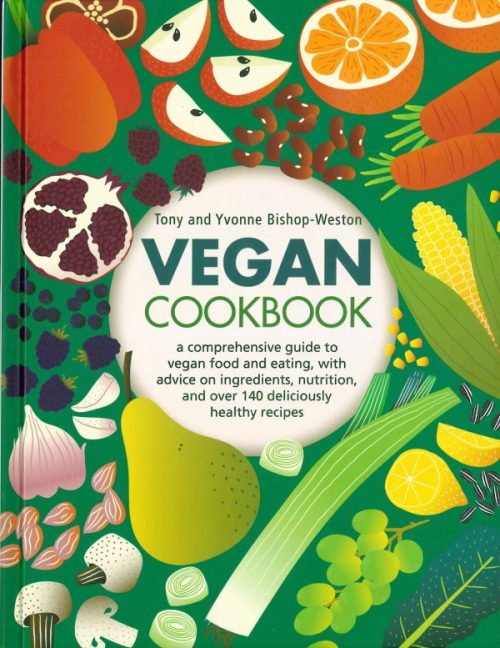 Tony and Yvonne Bishop-Weston
VEGAN
COOKBOOK
a comprehensive guide to
vegan food and eating, with
advice on ingredients, nutrition,
and over 140 deliciously
healthy recipes